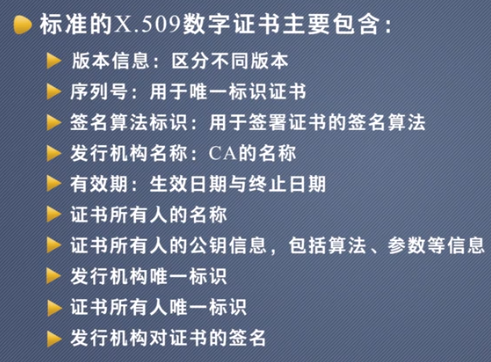 标准的X.509数字证书主要包含：
版本信息：区分不同版本
序列号：用于唯一标识证书
签名算法标识：用于签署证书的签名算法
发行机构名称：CA的名称
有效期：生效日期与终止日期
证书所有人的名称
证书所有人的公钥信息，包括算法、参数等信息
发行机构唯一标识
证书所有人唯一标识
发行机构对证书的签名